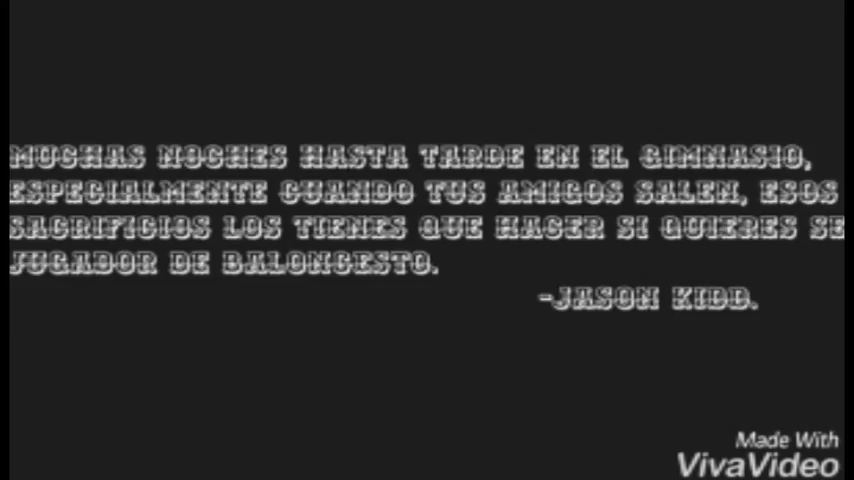 MUCHAS NOCHES HASTA TARDE EN EL GIMNASIO,
ESPECIALMENTE CUANDO TUS AMIGOS SALEN, ESOS
SACRIFICIOS LOS TIENES QUE HACER SI QUIERES SE
JUGADOR DE BALONCESTO.
-JASON KIDD.
Made With
VivaVideo